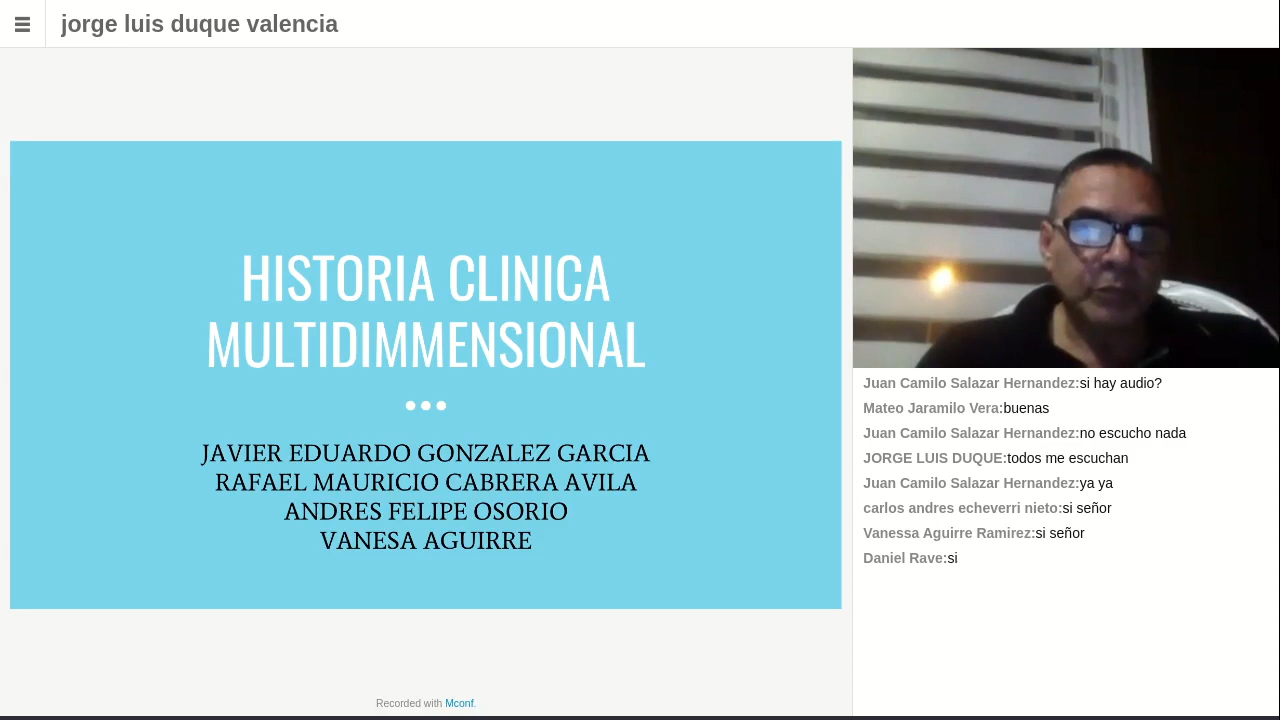 jorge luis duque valencia
HISTORIA CLINICA
MULTIDIMMENSIONAL
JAVIER EDUARDO GONZALEZ GARCIA
RAFAEL MAURICIO CABRERA AVILA
ANDRES FELIPE OSORIO
VANESA AGUIRRE
Recorded with Mconf.
Juan Camilo Salazar Hernandez:si hay audio?
Mateo Jaramilo Vera:buenas
Juan Camilo Salazar Hernandez:no escucho nada
JORGE LUIS DUQUE:todos me escuchan
Juan Camilo Salazar Hernandez:ya ya
carlos andres echeverri nieto:si señor
Vanessa Aguirre Ramirez:si señor
Daniel Rave:si